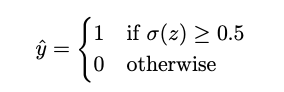 ŷ = { 1 if σ(z) ≥ 0.5
0 otherwise